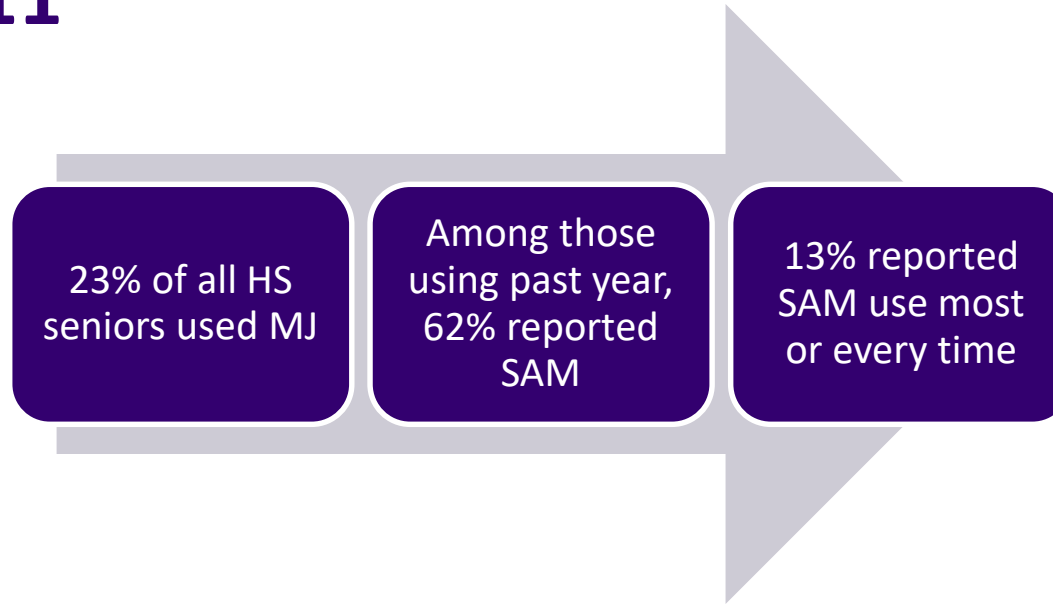 23% of all HS
seniors used MJ
Among those
using past year,
62% reported
SAM
13% reported
SAM use most
or every time